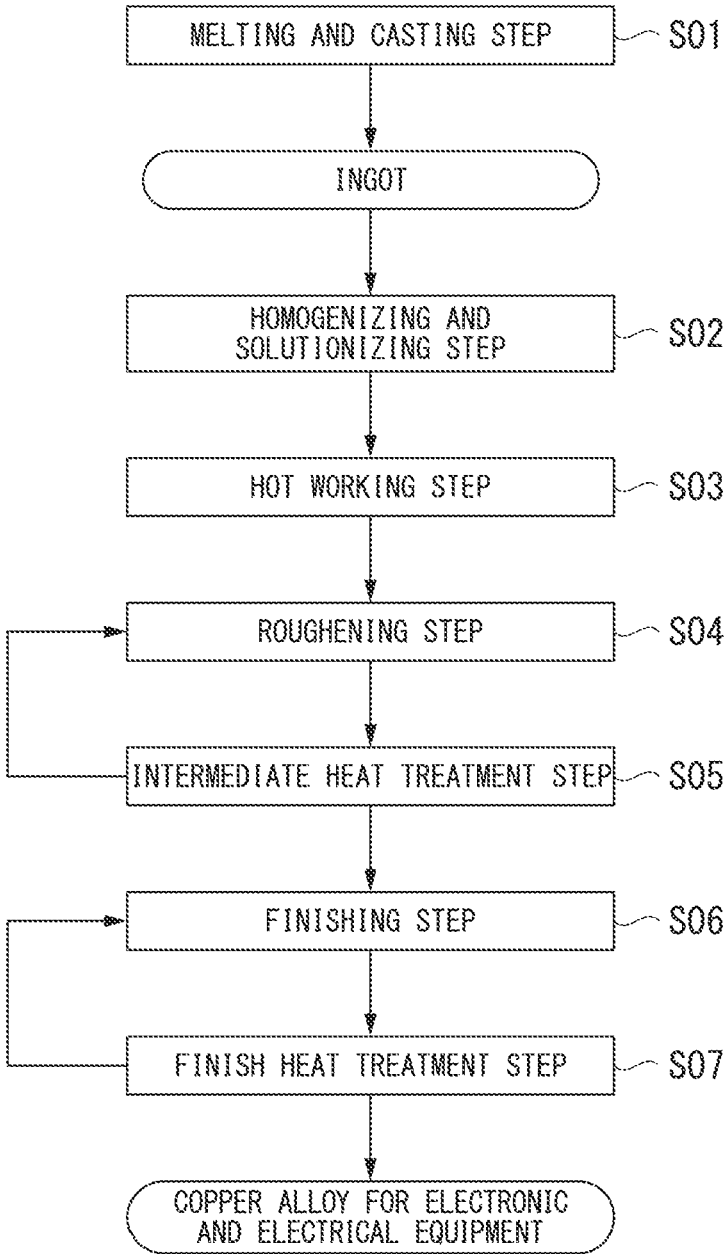 MELTING AND CASTING STEP S01
INGOT
HOMOGENIZING AND
SOLUTIONIZING STEP S02
HOT WORKING STEP S03
ROUGHENING STEP S04
INTERMEDIATE HEAT TREATMENT STEP S05
FINISHING STEP S06
FINISH HEAT TREATMENT STEP S07
COPPER ALLOY FOR ELECTRONIC
AND ELECTRICAL EQUIPMENT